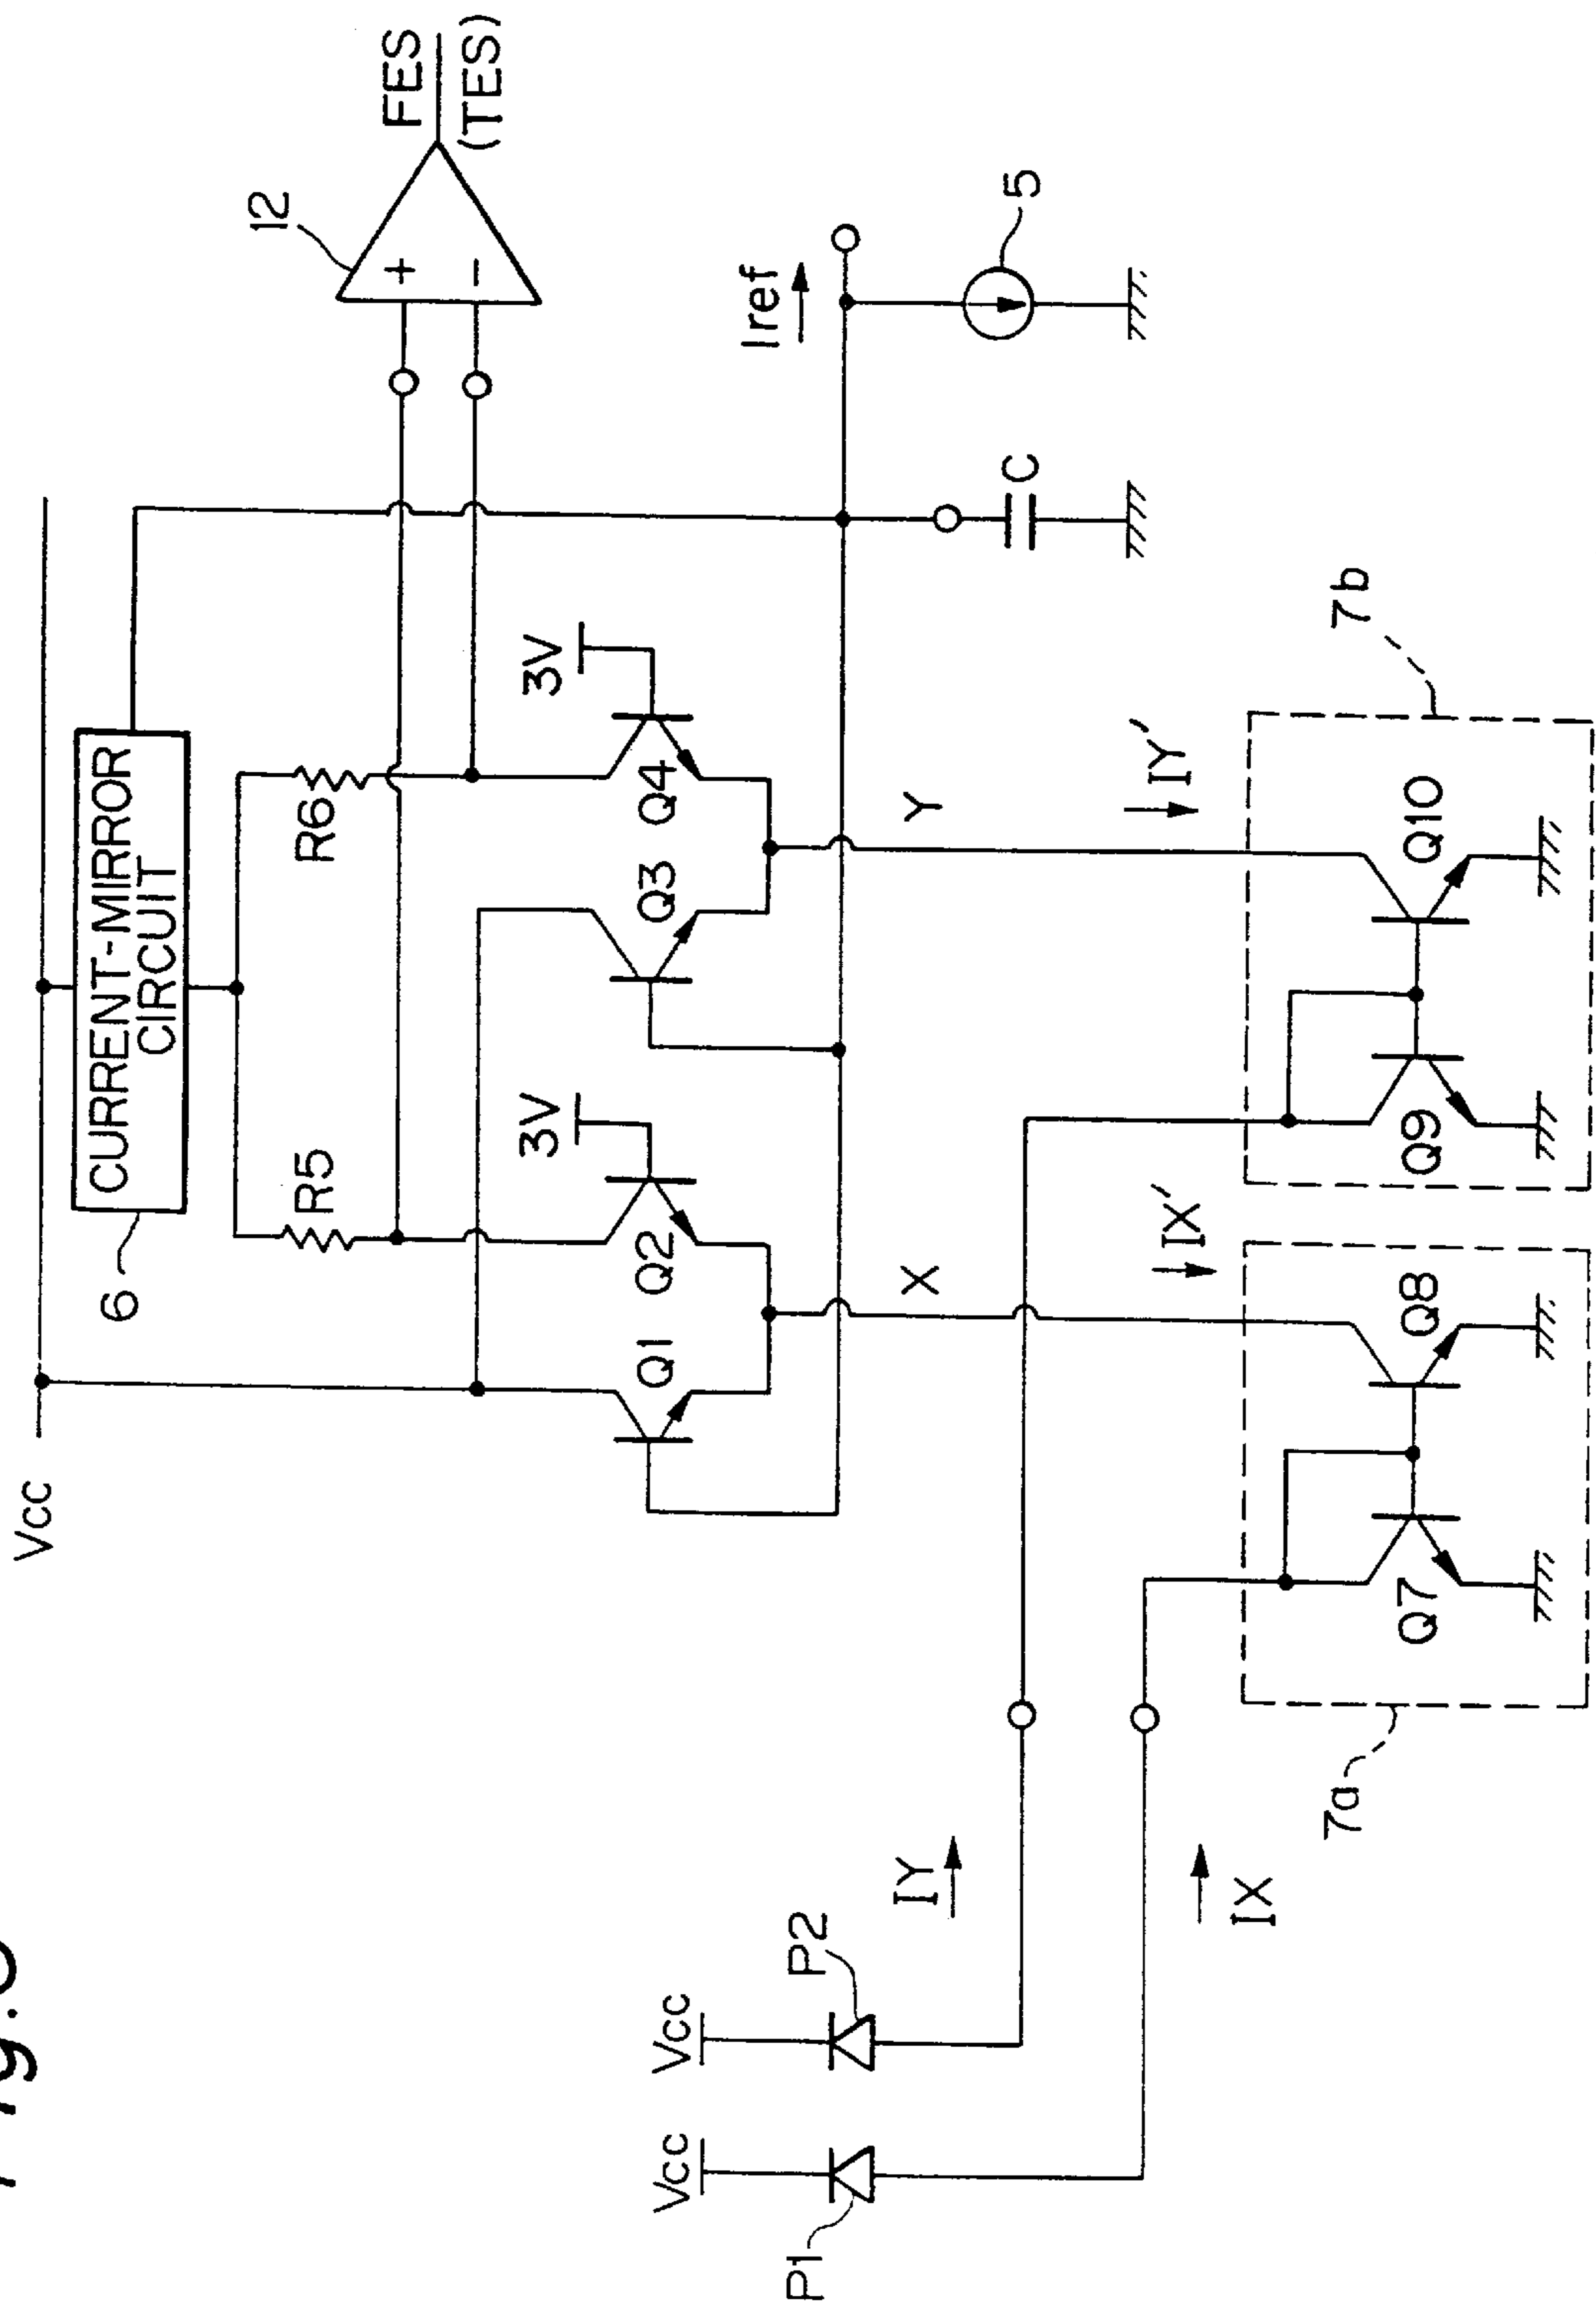 Vcc
6
CURRENT-MIRROR
CIRCUIT
R5
R6
12
+
−
FES
(TES)
3V
3V
Q1
Q2
Q3
Q4
Iref
5
C
X
Y
Vcc
Vcc
P1
P2
IY
IX
IX'
IY'
7a
7b
Q7
Q8
Q9
Q10